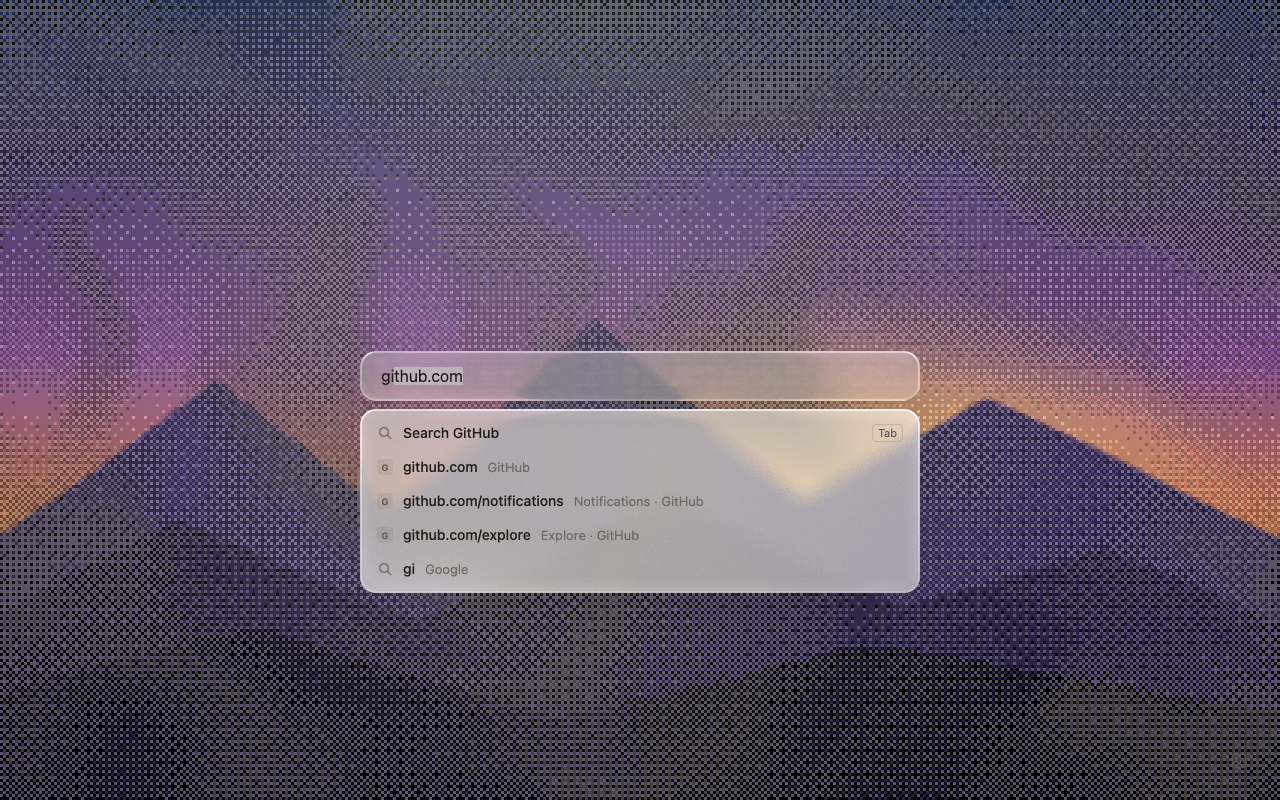 github.com
Search GitHub Tab
G github.com GitHub
G github.com/notifications Notifications · GitHub
G github.com/explore Explore · GitHub
gi Google